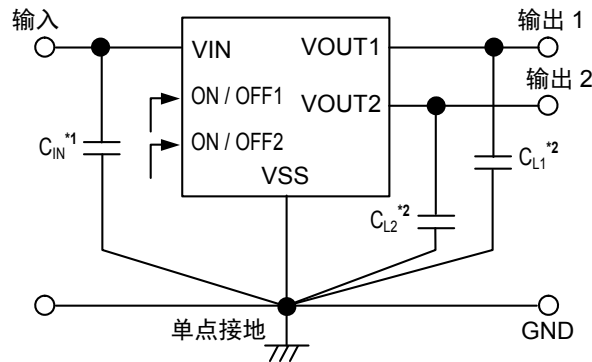 输入
输出 1
VIN
VOUT1
输出 2
ON / OFF1
VOUT2
ON / OFF2
CIN*1
CL1*2
VSS
CL2*2
单点接地
GND